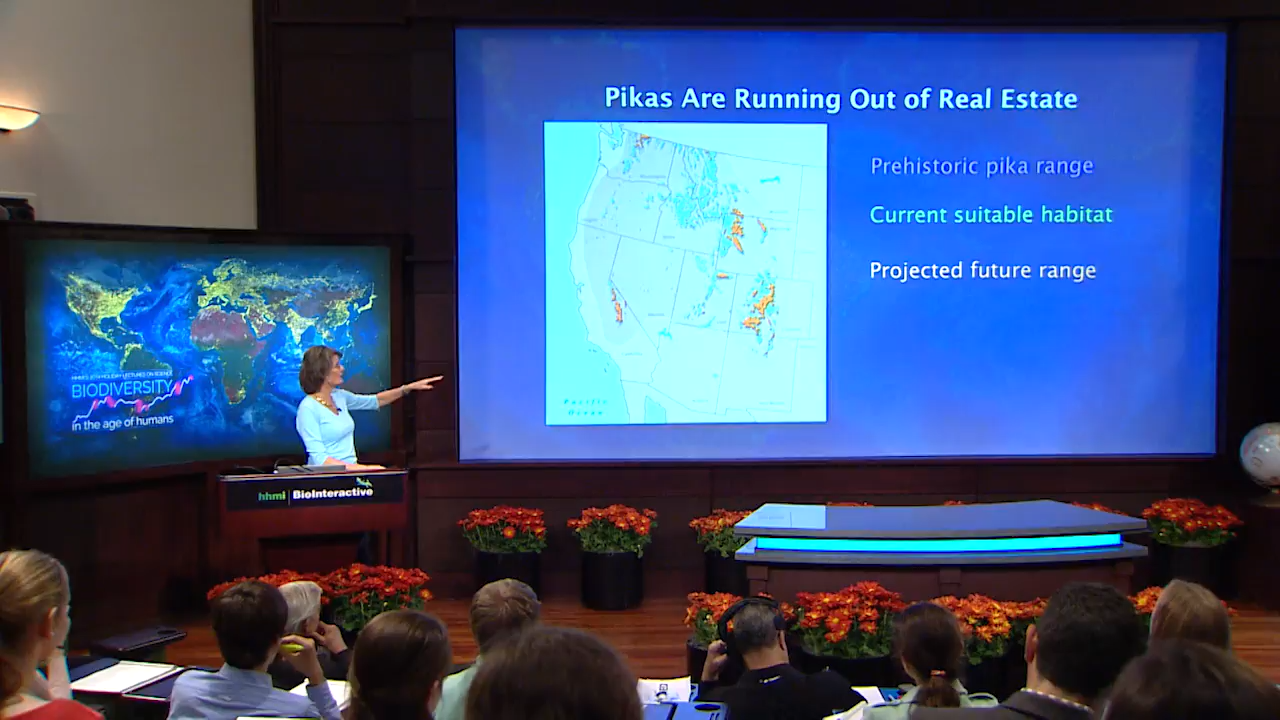 Pikas Are Running Out of Real Estate
Prehistoric pika range
Current suitable habitat
Projected future range
Pacific
Ocean
BIODIVERSITY
in the age of humans
hhmi BioInteractive